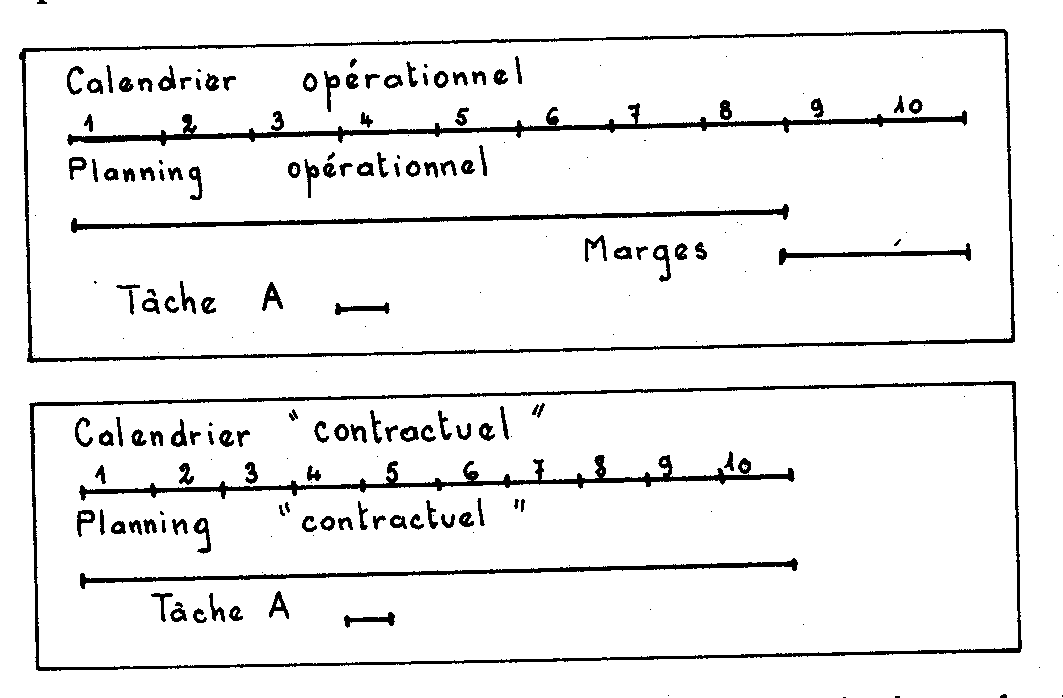 Calendrier opérationnel
1 2 3 4 5 6 7 8 9 10
Planning opérationnel
Marges
Tâche A
Calendrier "contractuel"
1 2 3 4 5 6 7 8 9 10
Planning "contractuel"
Tâche A